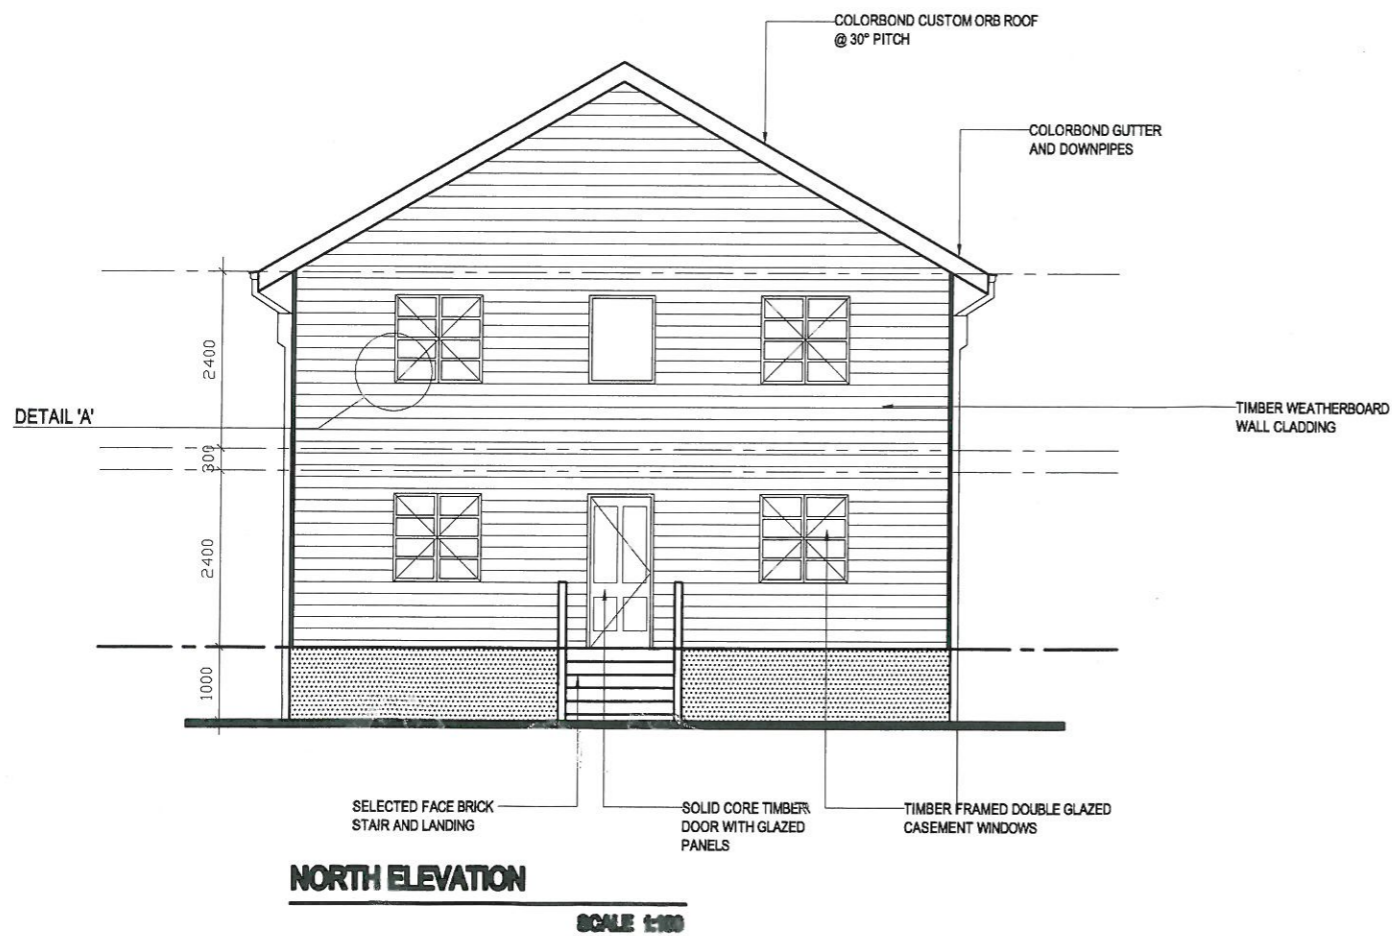 COLORBOND CUSTOM ORB ROOF
@ 30° PITCH
COLORBOND GUTTER
AND DOWNPIPES
2400
DETAIL 'A'
TIMBER WEATHERBOARD
WALL CLADDING
300
2400
1000
SELECTED FACE BRICK
STAIR AND LANDING
SOLID CORE TIMBER
DOOR WITH GLAZED
PANELS
TIMBER FRAMED DOUBLE GLAZED
CASEMENT WINDOWS
NORTH ELEVATION
SCALE 1:100